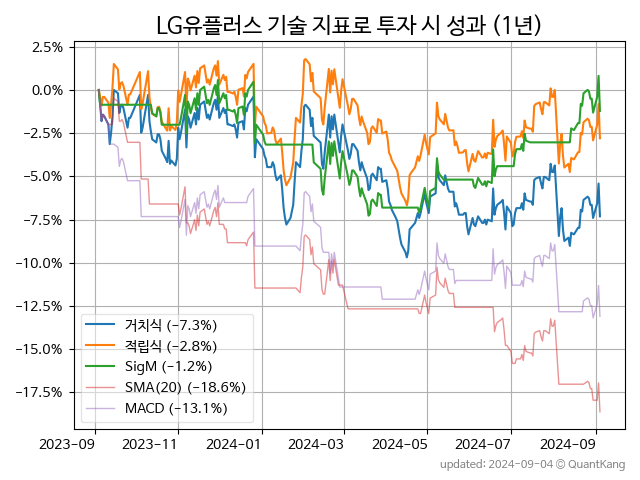 LG유플러스 기술 지표로 투자 시 성과 (1년)
2.5%
0.0%
−2.5%
−5.0%
−7.5%
−10.0%
−12.5%
−15.0%
−17.5%
거치식 (−7.3%)
적립식 (−2.8%)
SigM (−1.2%)
SMA(20) (−18.6%)
MACD (−13.1%)
2023-09 2023-11 2024-01 2024-03 2024-05 2024-07 2024-09
updated: 2024-09-04 © QuantKang